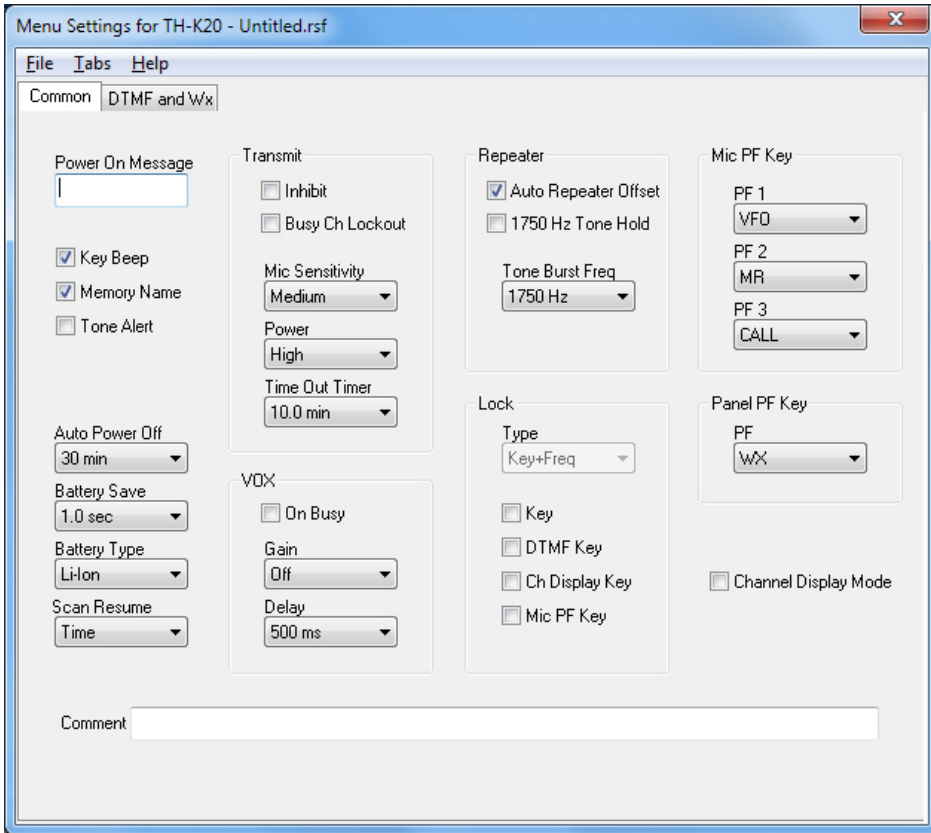 Menu Settings for TH-K20 - Untitled.rsf
File Tabs Help
Common DTMF and Wx
Power On Message
Key Beep
Memory Name
Tone Alert
Auto Power Off
30 min
Battery Save
1.0 sec
Battery Type
Li-Ion
Scan Resume
Time
Transmit
Inhibit
Busy Ch Lockout
Mic Sensitivity
Medium
Power
High
Time Out Timer
10.0 min
VOX
On Busy
Gain
Off
Delay
500 ms
Repeater
Auto Repeater Offset
1750 Hz Tone Hold
Tone Burst Freq
1750 Hz
Lock
Type
Key+Freq
Key
DTMF Key
Ch Display Key
Mic PF Key
Mic PF Key
PF 1
VFO
PF 2
MR
PF 3
CALL
Panel PF Key
PF
WX
Channel Display Mode
Comment